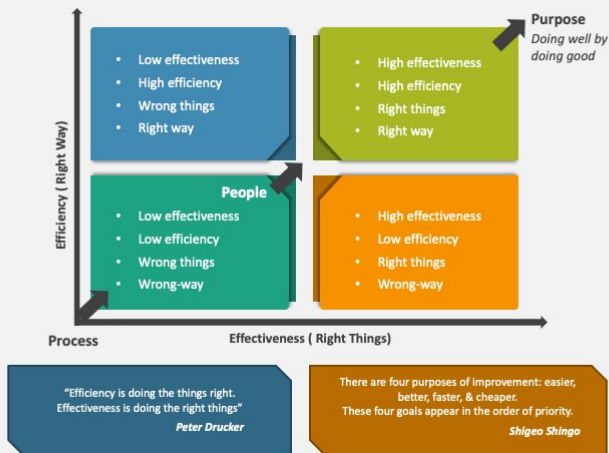 Purpose
Doing well by
doing good
Efficiency ( Right Way)
• Low effectiveness
• High efficiency
• Wrong things
• Right way
• High effectiveness
• High efficiency
• Right things
• Right way
People
• Low effectiveness
• Low efficiency
• Wrong things
• Wrong-way
• High effectiveness
• Low efficiency
• Right things
• Wrong-way
Process
Effectiveness ( Right Things)
“Efficiency is doing the things right.
Effectiveness is doing the right things”
Peter Drucker
There are four purposes of improvement: easier,
better, faster, & cheaper.
These four goals appear in the order of priority.
Shigeo Shingo